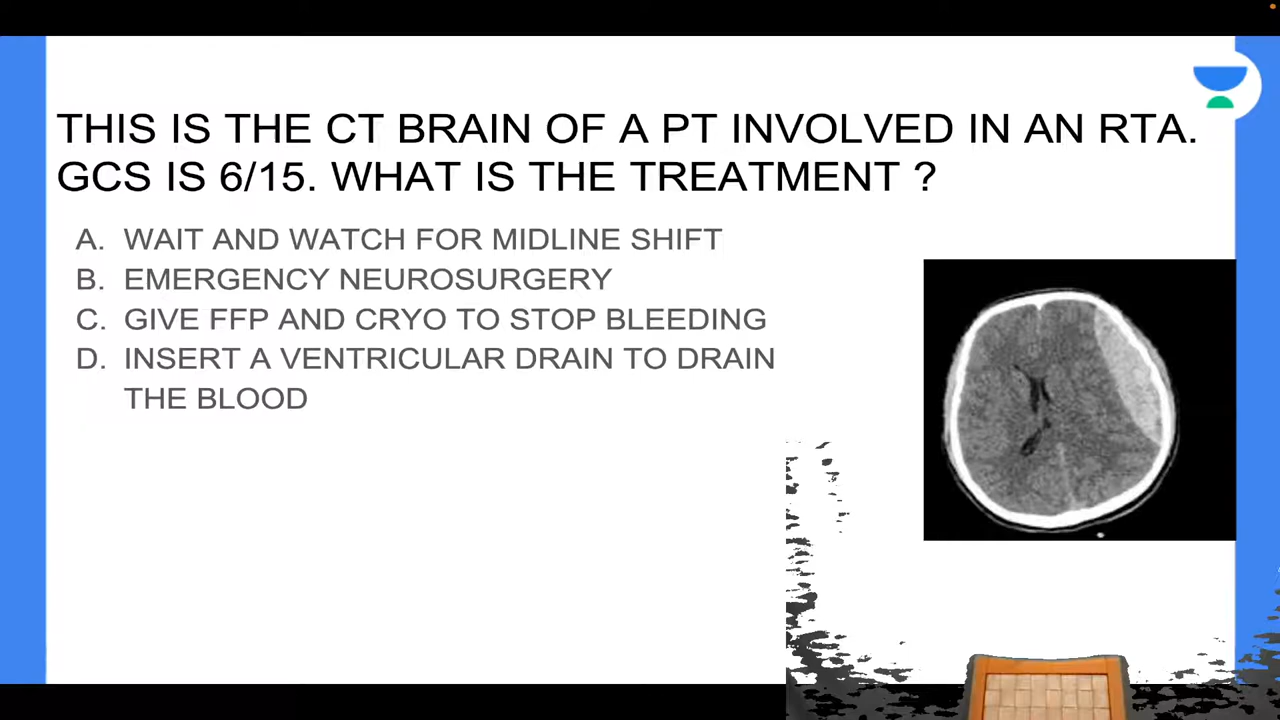 THIS IS THE CT BRAIN OF A PT INVOLVED IN AN RTA.
GCS IS 6/15. WHAT IS THE TREATMENT ?
A. WAIT AND WATCH FOR MIDLINE SHIFT
B. EMERGENCY NEUROSURGERY
C. GIVE FFP AND CRYO TO STOP BLEEDING
D. INSERT A VENTRICULAR DRAIN TO DRAIN
THE BLOOD